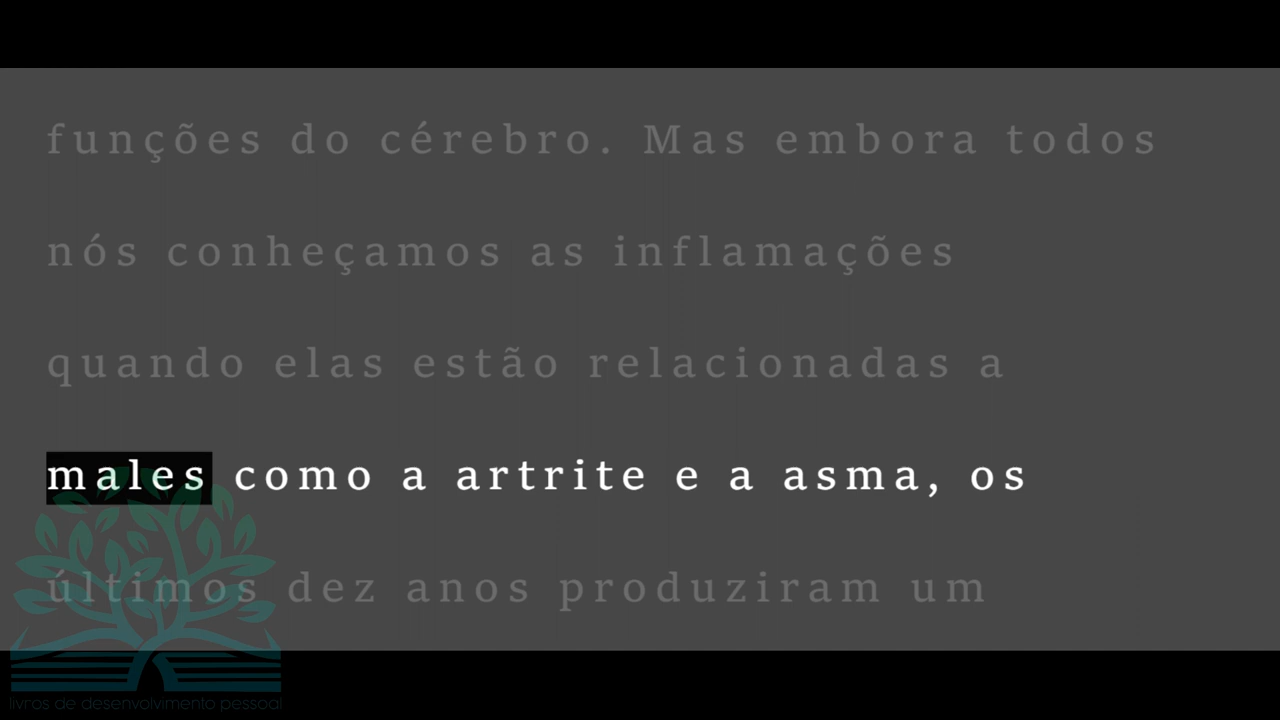 funções do cérebro. Mas embora todos
nós conheçamos as inflamações
quando elas estão relacionadas a
males como a artrite e a asma, os
últimos dez anos produziram um
livros de desenvolvimento pessoal